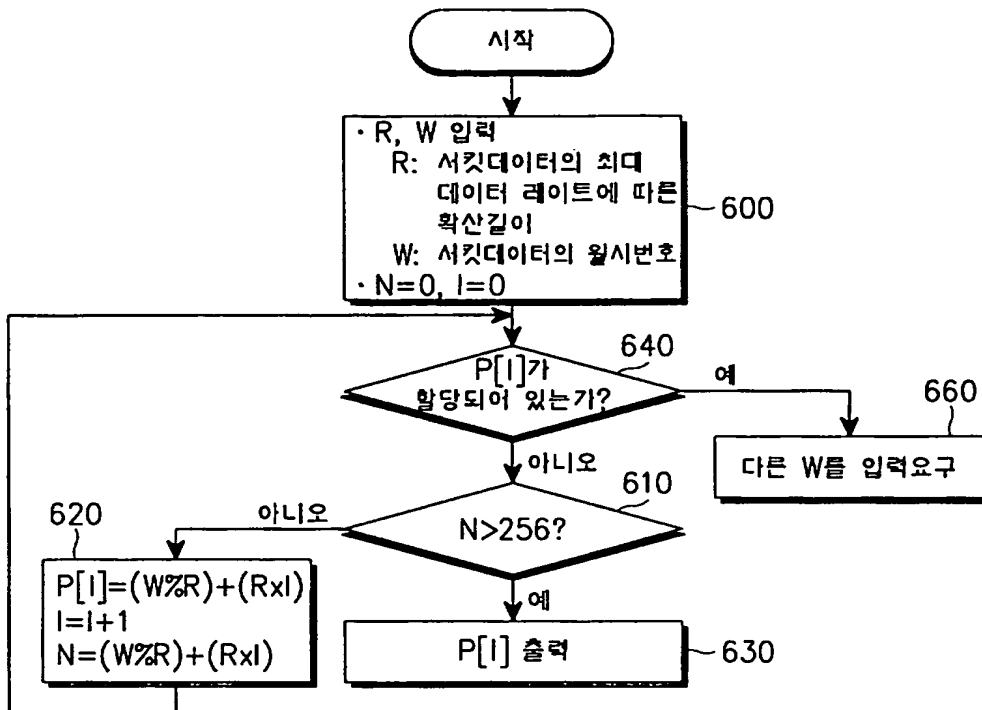 시작
· R, W 입력
R: 서킷데이터의 최대
데이터 레이트에 따른
확산길이
W: 서킷데이터의 월시번호
· N=0, I=0
600
640
P[I]가
할당되어 있는가?
예
660
다른 W를 입력요구
아니오
610
N>256?
아니오
620
P[I]=(W%R)+(RxI)
I=I+1
N=(W%R)+(RxI)
예
P[I] 출력
630